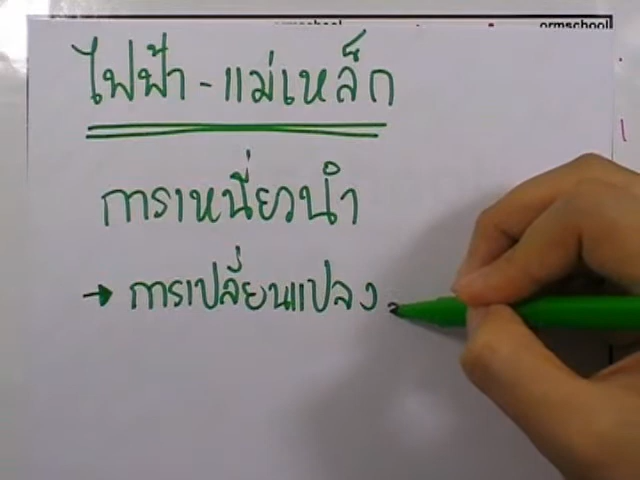 ormschool
ไฟฟ้า - แม่เหล็ก
การเหนี่ยวนำ
→ การเปลี่ยนแปลง